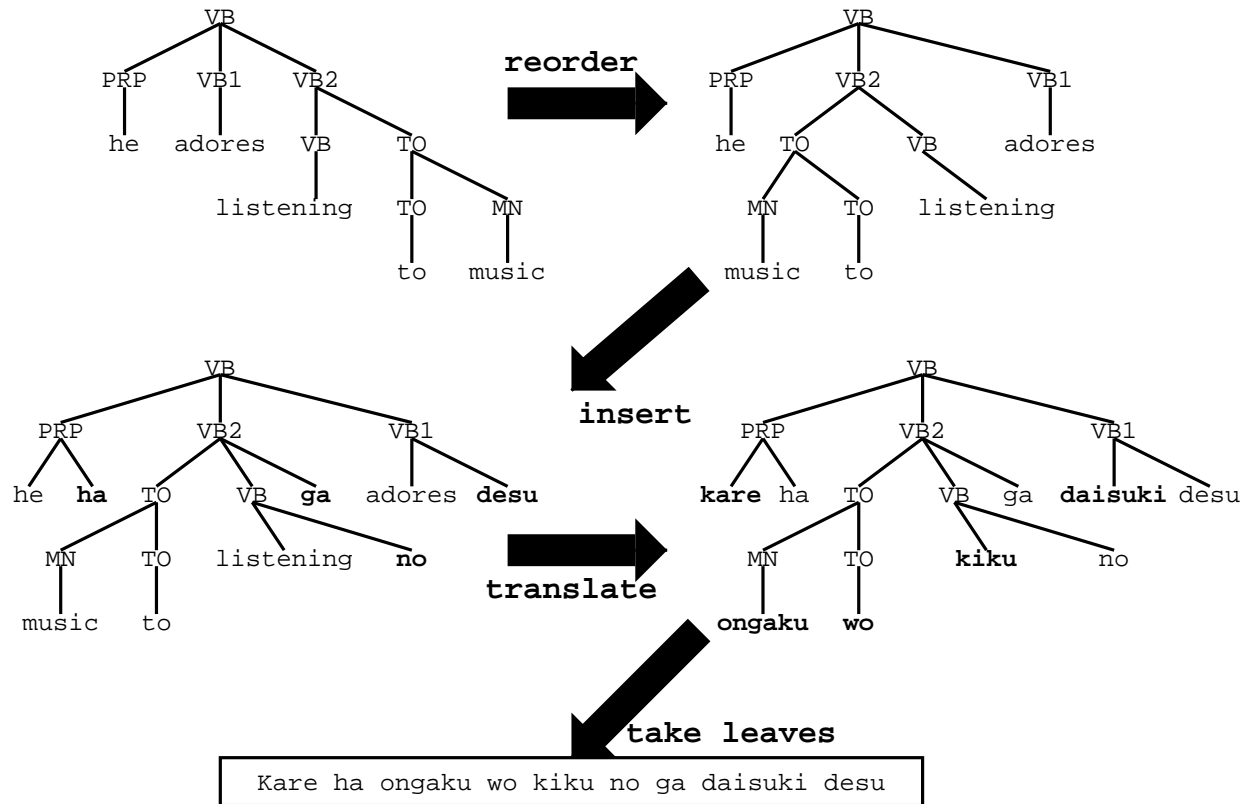 VB VB
reorder
PRP VB1 VB2 PRP VB2 VB1
he adores VB TO he TO VB adores
listening TO MN MN TO listening
to music music to
VB VB
insert
PRP VB2 VB1 PRP VB2 VB1
he ha TO VB ga adores desu kare ha TO VB ga daisuki desu
MN TO listening no MN TO kiku no
translate
music to ongaku wo
take leaves
Kare ha ongaku wo kiku no ga daisuki desu